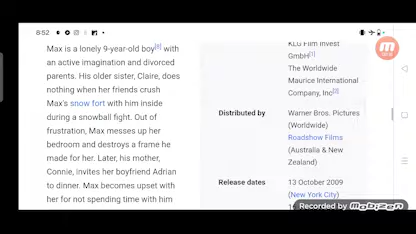 8:52
Max is a lonely 9-year-old boy[6] with
an active imagination and divorced
parents. His older sister, Claire, does
nothing when her friends crush
Max's snow fort with him inside
during a snowball fight. Out of
frustration, Max messes up her
bedroom and destroys a frame he
made for her. Later, his mother,
Connie, invites her boyfriend Adrian
to dinner. Max becomes upset with
her for not spending time with him
KLG Film Invest
GmbH[1]
The Worldwide
Maurice International
Company, Inc[2]
Distributed by
Warner Bros. Pictures
(Worldwide)
Roadshow Films
(Australia & New
Zealand)
Release dates
13 October 2009
(New York City)
Recorded by
Mobizen